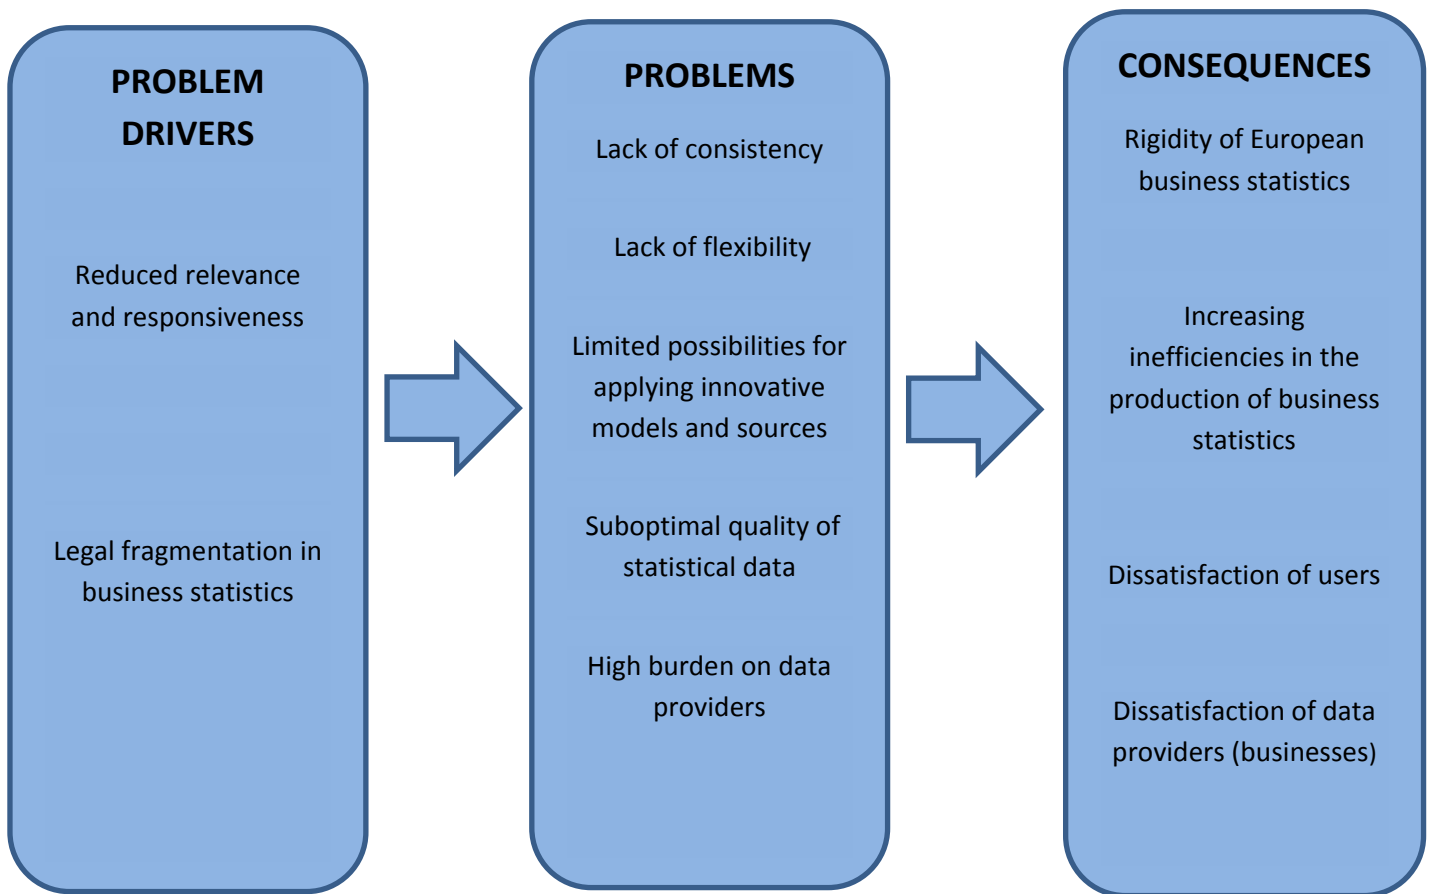 PROBLEM
DRIVERS
Reduced relevance
and responsiveness
Legal fragmentation in
business statistics
PROBLEMS
Lack of consistency
Lack of flexibility
Limited possibilities for
applying innovative
models and sources
Suboptimal quality of
statistical data
High burden on data
providers
CONSEQUENCES
Rigidity of European
business statistics
Increasing
inefficiencies in the
production of business
statistics
Dissatisfaction of users
Dissatisfaction of data
providers (businesses)